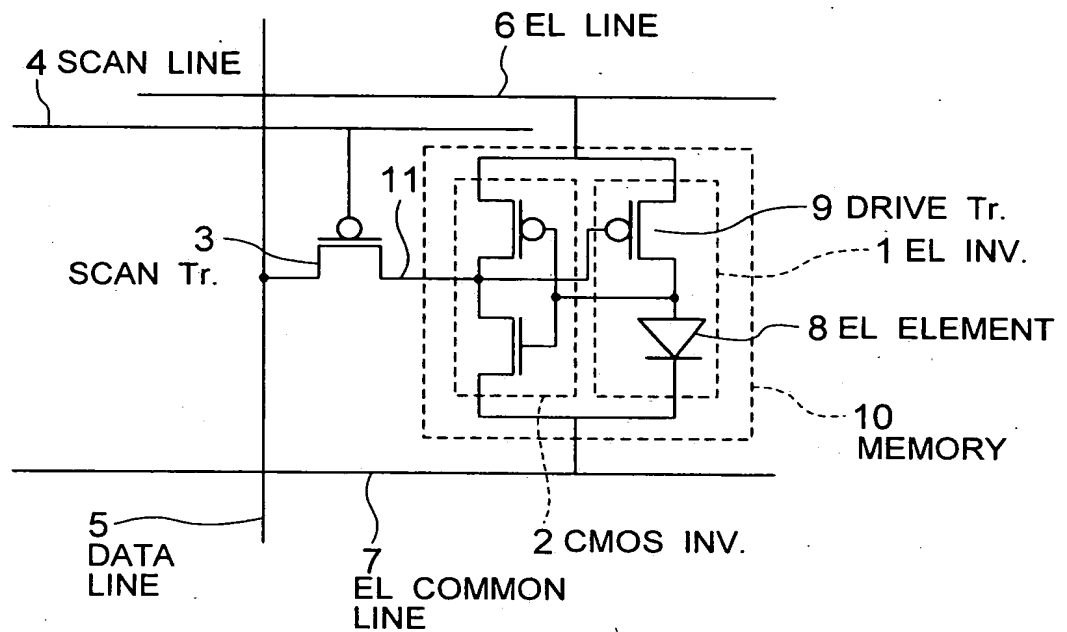 6 EL LINE
4 SCAN LINE
11
3
SCAN Tr.
9 DRIVE Tr.
1 EL INV.
8 EL ELEMENT
10
MEMORY
5
DATA
LINE
2 CMOS INV.
7
EL COMMON
LINE